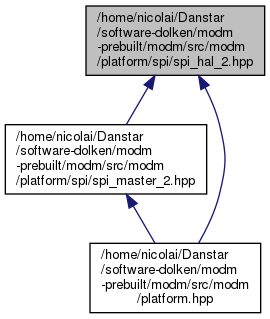 /home/nicolai/Danstar
/software-dolken/modm
-prebuilt/modm/src/modm
/platform/spi/spi_hal_2.hpp
/home/nicolai/Danstar
/software-dolken/modm
-prebuilt/modm/src/modm
/platform/spi/spi_master_2.hpp
/home/nicolai/Danstar
/software-dolken/modm
-prebuilt/modm/src/modm
/platform.hpp